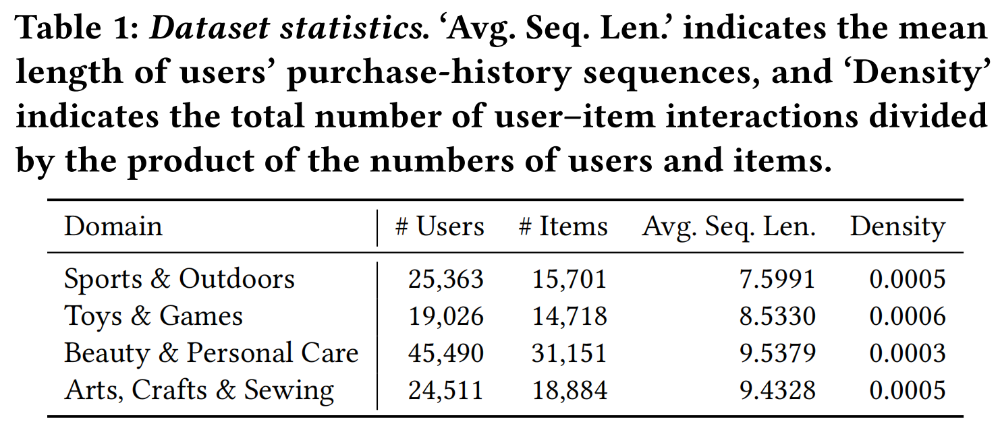 Table 1: Dataset statistics. ‘Avg. Seq. Len.’ indicates the mean
length of users’ purchase-history sequences, and ‘Density’
indicates the total number of user–item interactions divided
by the product of the numbers of users and items.
Domain # Users # Items Avg. Seq. Len. Density
Sports & Outdoors 25,363 15,701 7.5991 0.0005
Toys & Games 19,026 14,718 8.5330 0.0006
Beauty & Personal Care 45,490 31,151 9.5379 0.0003
Arts, Crafts & Sewing 24,511 18,884 9.4328 0.0005